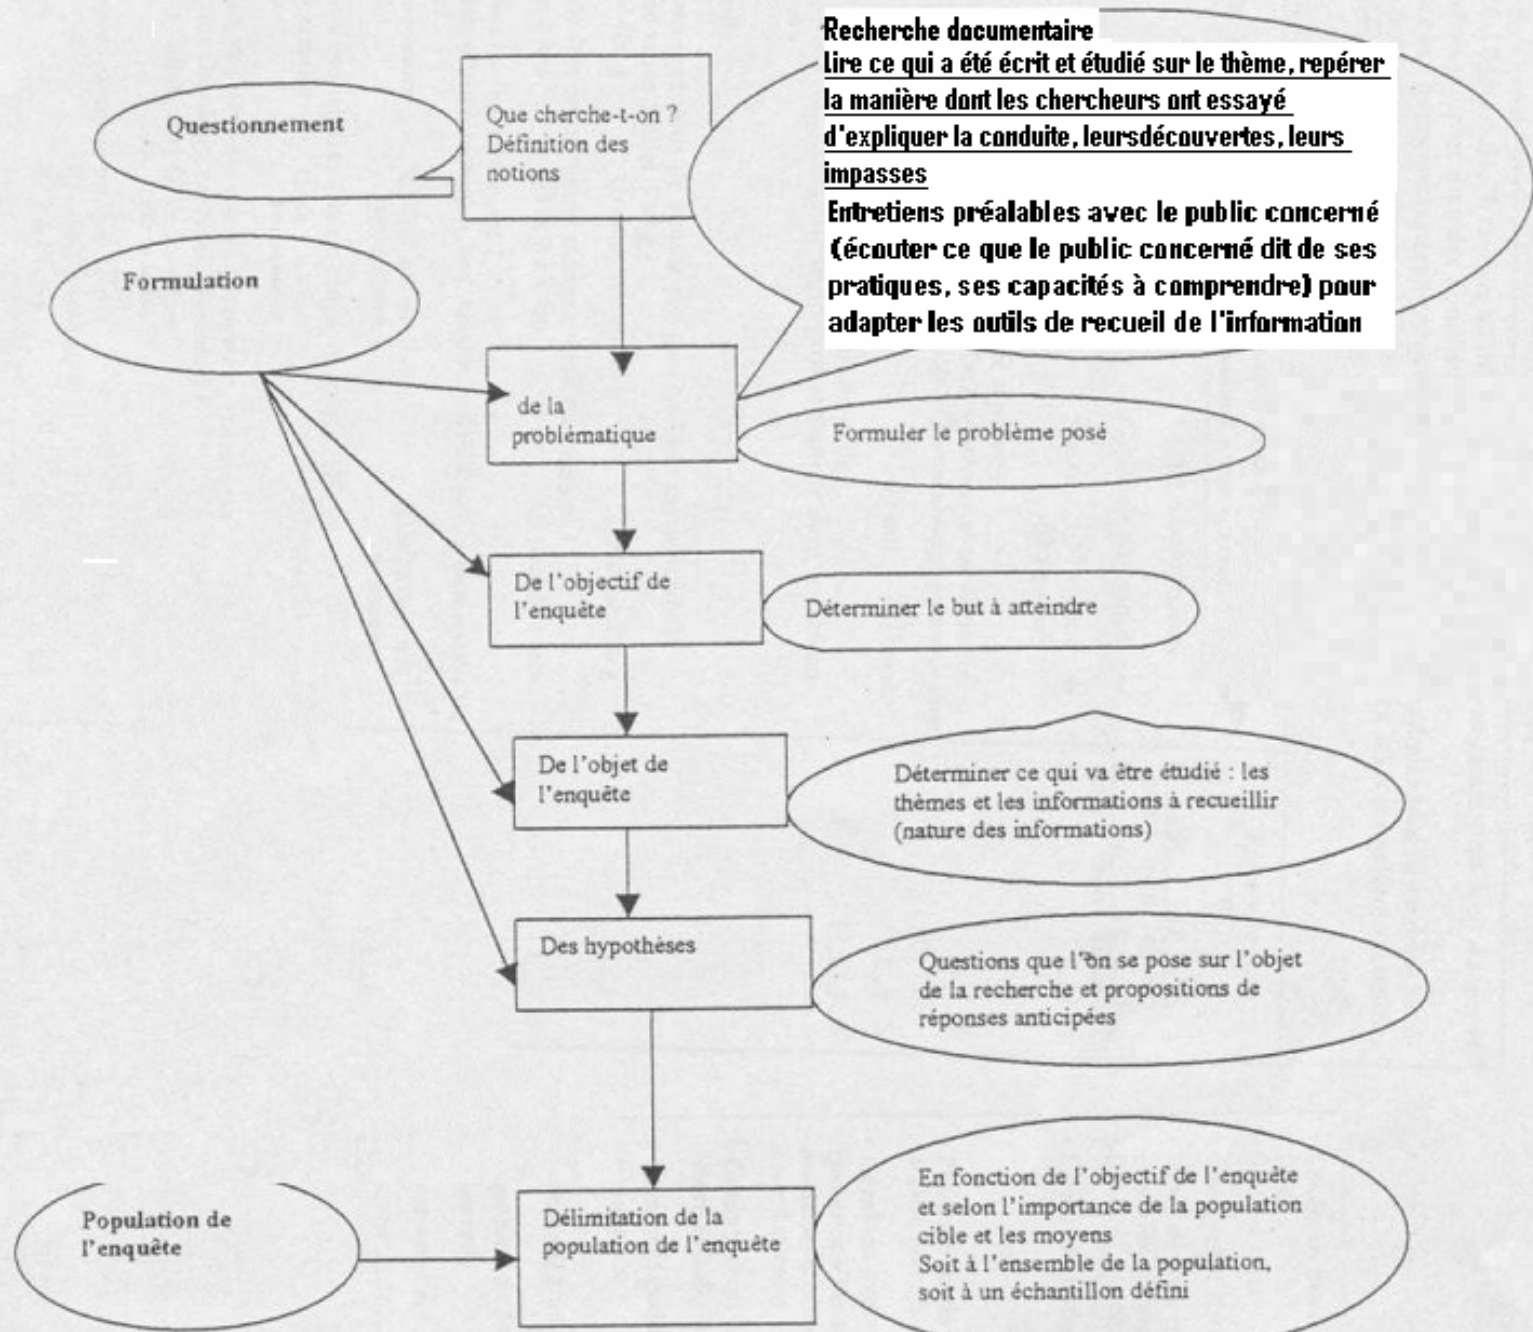 Recherche documentaire
Lire ce qui a été écrit et étudié sur le thème, repérer
la manière dont les chercheurs ont essayé
d'expliquer la conduite, leursdécouvertes, leurs
impasses
Entretiens préalables avec le public concerné
(écouter ce que le public concerné dit de ses
pratiques, ses capacités à comprendre) pour
adapter les outils de recueil de l'information
Questionnement
Que cherche-t-on ?
Définition des
notions
Formulation
de la
problématique
Formuler le problème posé
De l'objectif de
l'enquête
Déterminer le but à atteindre
De l'objet de
l'enquête
Déterminer ce qui va être étudié : les
thèmes et les informations à recueillir
(nature des informations)
Des hypothèses
Questions que l'on se pose sur l'objet
de la recherche et propositions de
réponses anticipées
Population de
l'enquête
Délimitation de la
population de l'enquête
En fonction de l'objectif de l'enquête
et selon l'importance de la population
cible et les moyens
Soit à l'ensemble de la population,
soit à un échantillon défini